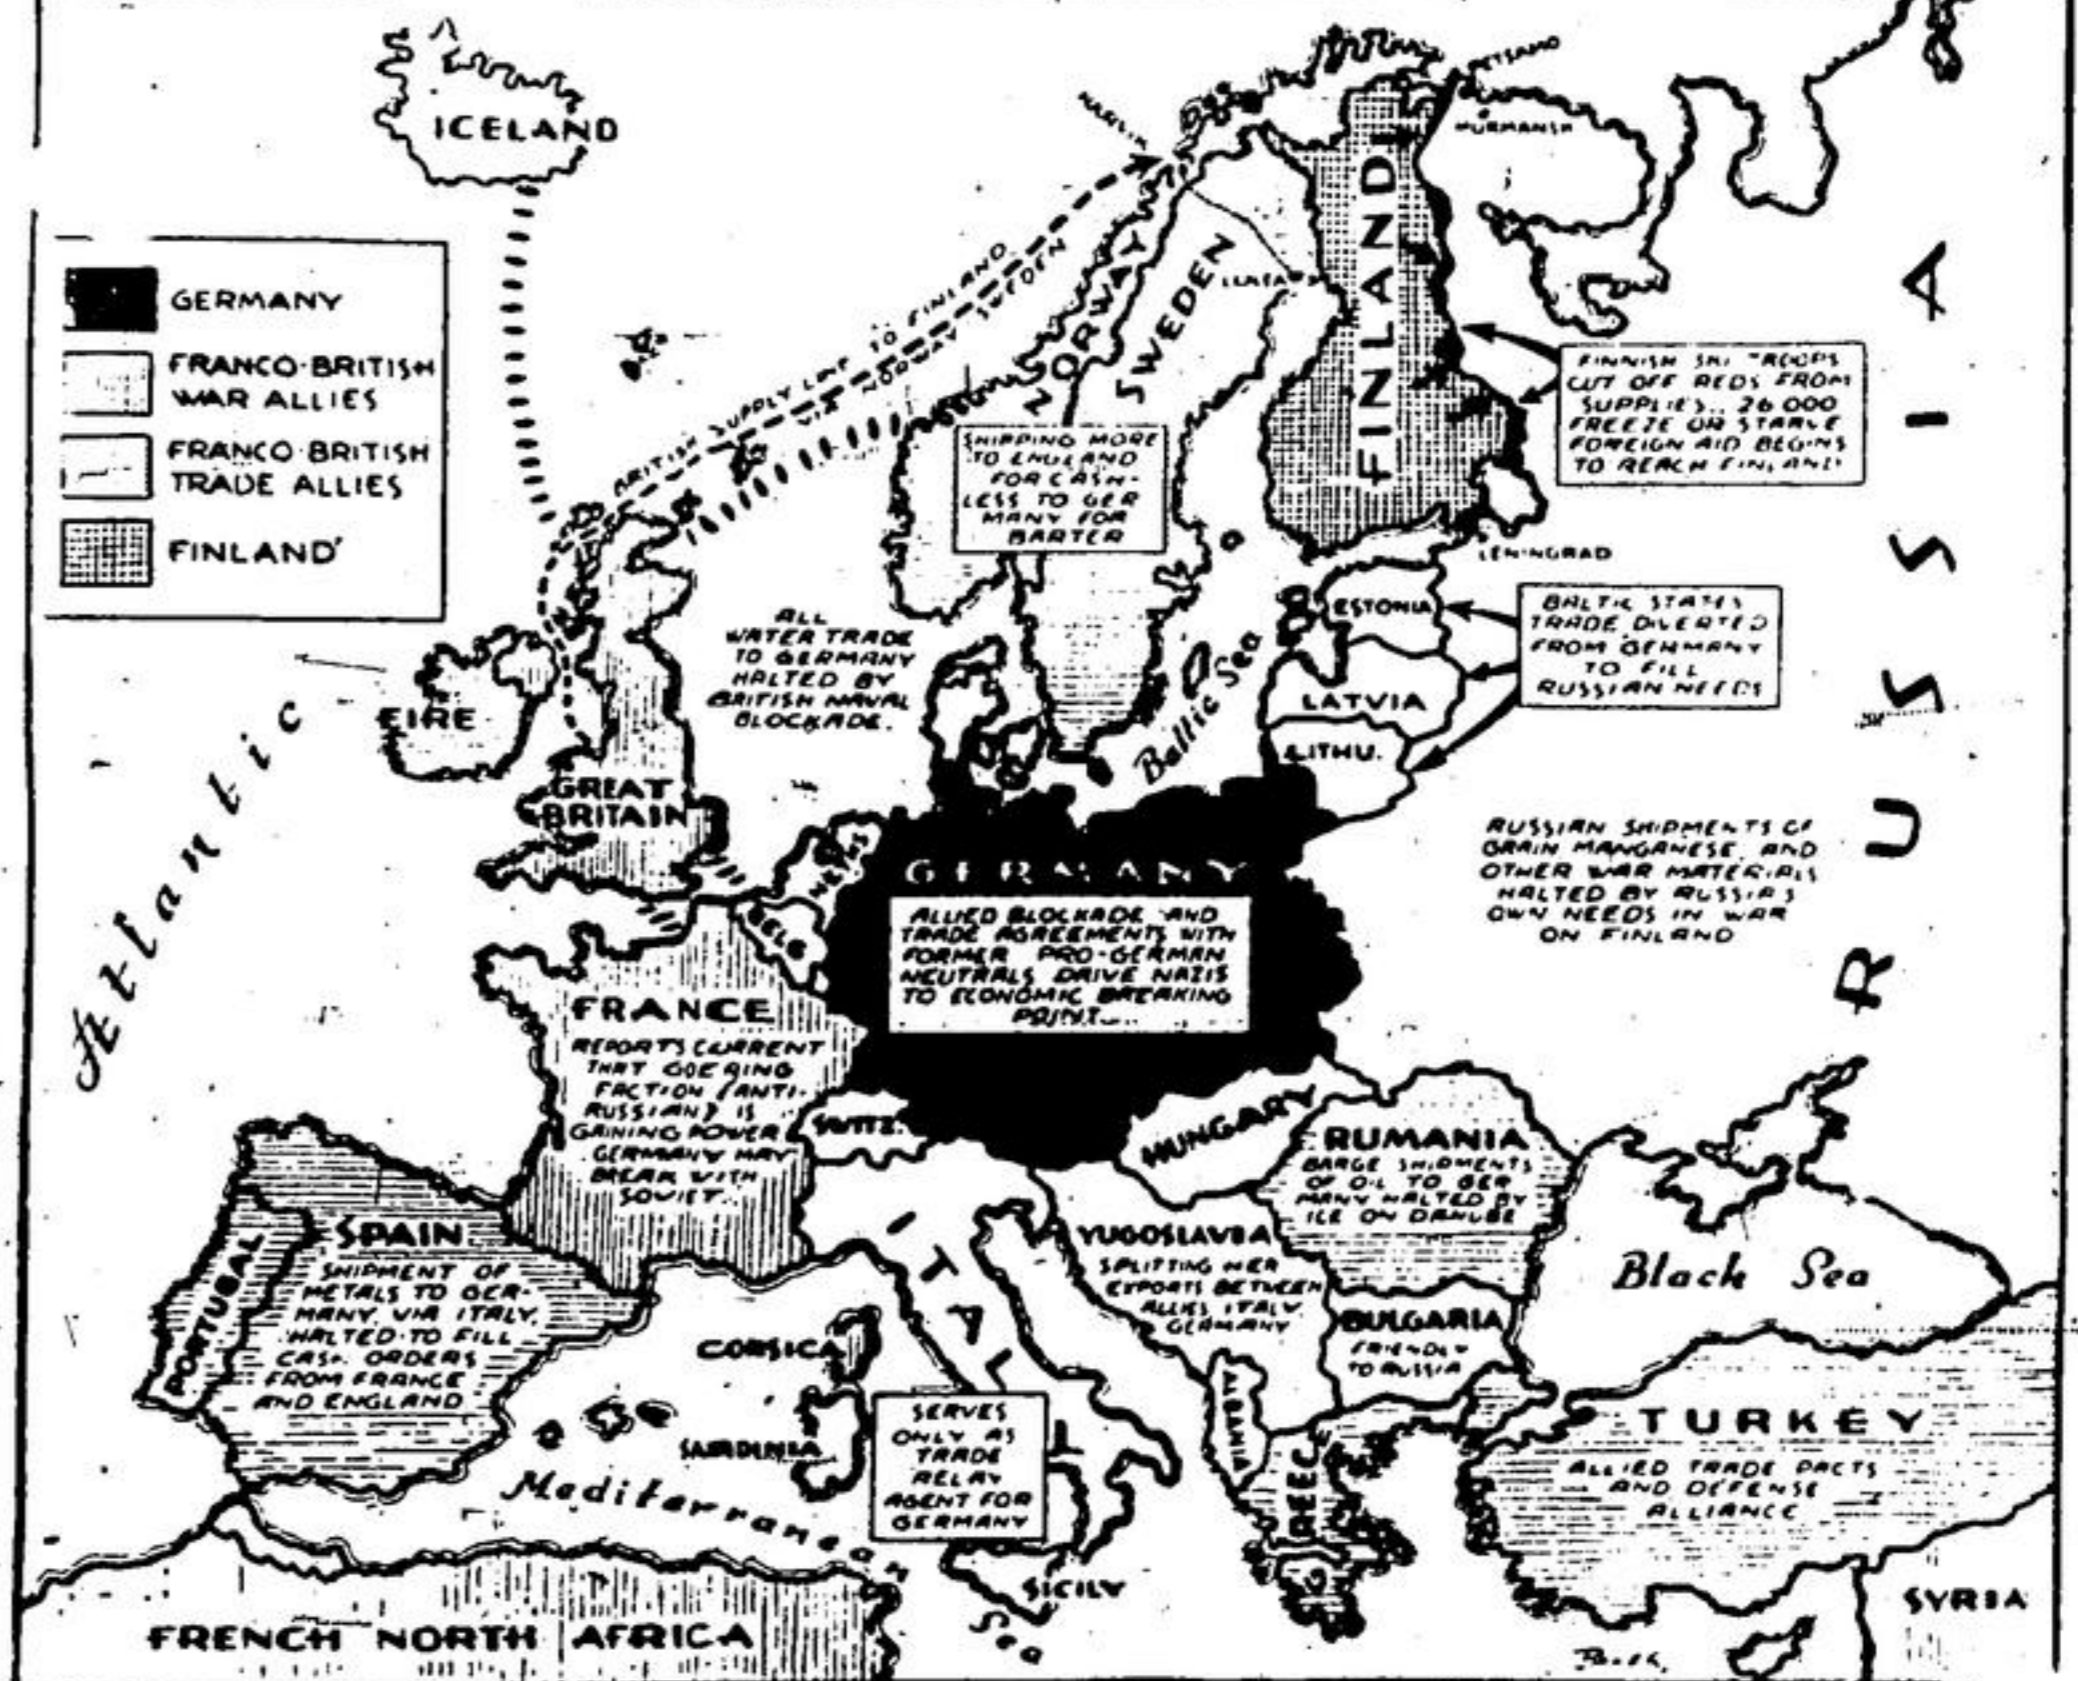 ICELAND
PETSAMO
MURMANSK
NARVIK
GERMANY
FRANCO-BRITISH
WAR ALLIES
FRANCO-BRITISH
TRADE ALLIES
FINLAND
BRITISH SUPPLY LINE TO FINLAND
VIA NORWAY SWEDEN
NORWAY
SWEDEN
FINLAND
RUSSIA
FINNISH SKI TROOPS
CUT OFF REDS FROM
SUPPLIES.. 26 000
FREEZE OR STARVE
FOREIGN AID BEGINS
TO REACH FINLAND
SHIPPING MORE
TO ENGLAND
FOR CASH-
LESS TO GER
MANY FOR
BARTER
LENINGRAD
ESTONIA
LATVIA
LITHU.
BALTIC STATES
TRADE DIVERTED
FROM GERMANY
TO FILL
RUSSIAN NEEDS
ALL
WATER TRADE
TO GERMANY
HALTED BY
BRITISH NAVAL
BLOCKADE.
Baltic Sea
EIRE
Atlantic
GREAT
BRITAIN
NETHS
BELG
GERMANY
ALLIED BLOCKADE AND
TRADE AGREEMENTS WITH
FORMER PRO-GERMAN
NEUTRALS DRIVE NAZIS
TO ECONOMIC BREAKING
POINT....
RUSSIAN SHIPMENTS OF
GRAIN MANGANESE AND
OTHER WAR MATERIALS
HALTED BY RUSSIA'S
OWN NEEDS IN WAR
ON FINLAND
FRANCE
REPORTS CURRENT
THAT GOERING
FACTION (ANTI-
RUSSIAN) IS
GAINING POWER
GERMANY MAY
BREAK WITH
SOVIET..
SWITZ.
HUNGARY
RUMANIA
BARGE SHIPMENTS
OF OIL TO GER
MANY HALTED BY
ICE ON DANUBE
SPAIN
SHIPMENT OF
METALS TO GER-
MANY VIA ITALY
HALTED TO FILL
CASH ORDERS
FROM FRANCE
AND ENGLAND
PORTUGAL
ITALY
YUGOSLAVIA
SPLITTING HER
EXPORTS BETWEEN
ALLIES ITALY
GERMANY
BULGARIA
FRIENDLY
TO RUSSIA
Black Sea
CORSICA
SARDINIA
SERVES
ONLY AS
TRADE
RELAY
AGENT FOR
GERMANY
ALBANIA
GREECE
TURKEY
ALLIED TRADE PACTS
AND DEFENSE
ALLIANCE
Mediterranean
Sea
SICILY
SYRIA
FRENCH NORTH AFRICA